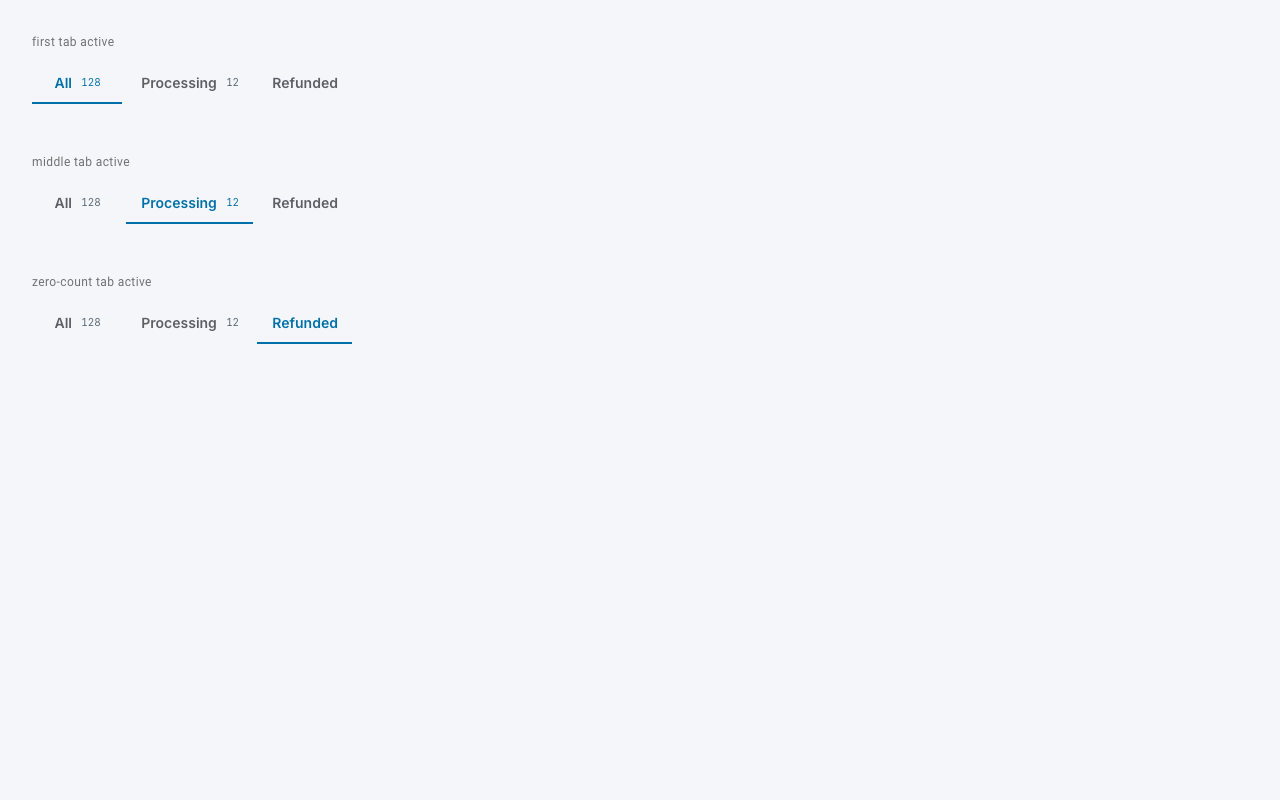 first tab active
All 128 Processing 12 Refunded
middle tab active
All 128 Processing 12 Refunded
zero-count tab active
All 128 Processing 12 Refunded